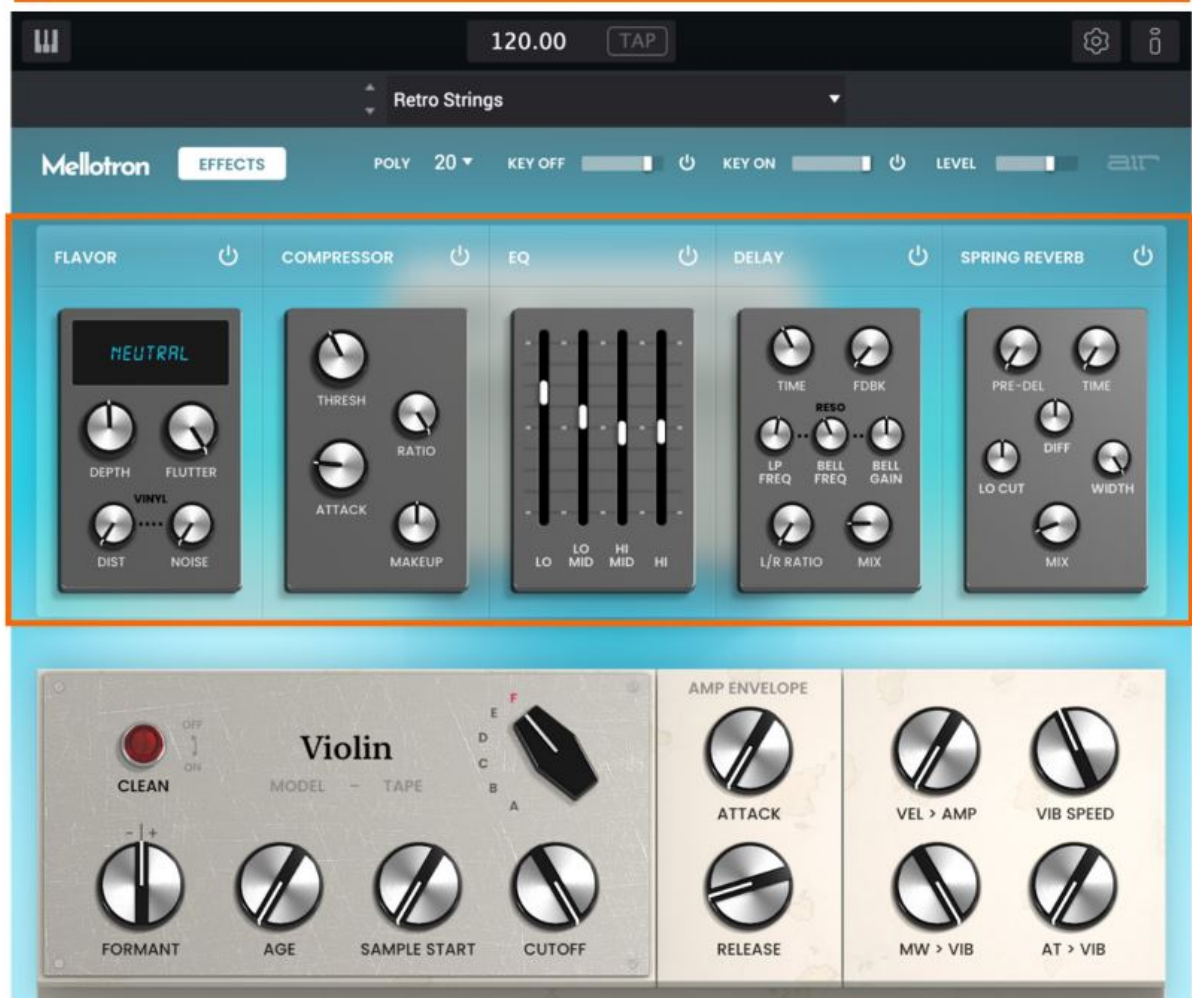 120.00 TAP
Retro Strings
Mellotron EFFECTS POLY 20 KEY OFF KEY ON LEVEL air
FLAVOR COMPRESSOR EQ DELAY SPRING REVERB
NEUTRAL
THRESH TIME FDBK PRE-DEL TIME
RESO
DEPTH FLUTTER RATIO LP FREQ BELL FREQ BELL GAIN DIFF
LO CUT WIDTH
VINYL
ATTACK
DIST NOISE MAKEUP LO LO MID HI MID HI L/R RATIO MIX MIX
AMP ENVELOPE
F
E
D
C
B
A
OFF
ON
CLEAN
Violin
MODEL - TAPE
ATTACK VEL > AMP VIB SPEED
- | +
FORMANT AGE SAMPLE START CUTOFF RELEASE MW > VIB AT > VIB